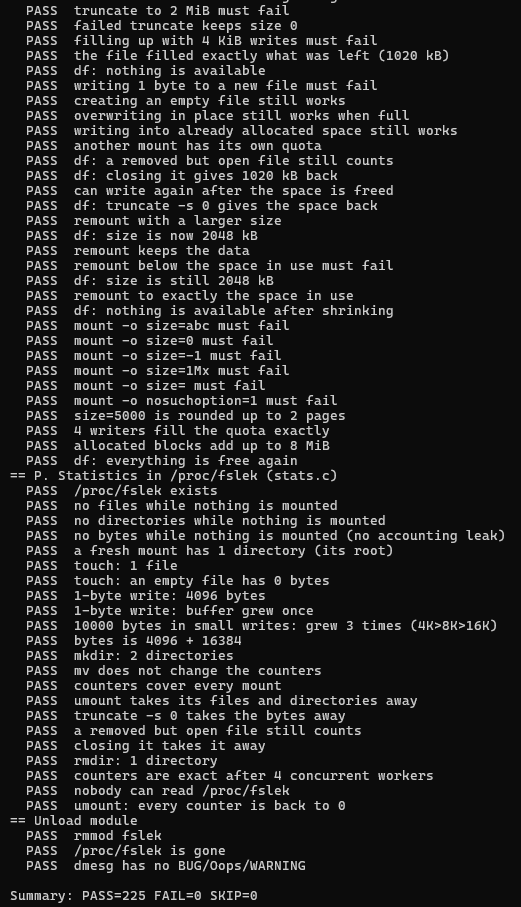 PASS  truncate to 2 MiB must fail
PASS  failed truncate keeps size 0
PASS  filling up with 4 KiB writes must fail
PASS  the file filled exactly what was left (1020 kB)
PASS  df: nothing is available
PASS  writing 1 byte to a new file must fail
PASS  creating an empty file still works
PASS  overwriting in place still works when full
PASS  writing into already allocated space still works
PASS  another mount has its own quota
PASS  df: a removed but open file still counts
PASS  df: closing it gives 1020 kB back
PASS  can write again after the space is freed
PASS  df: truncate -s 0 gives the space back
PASS  remount with a larger size
PASS  df: size is now 2048 kB
PASS  remount keeps the data
PASS  remount below the space in use must fail
PASS  df: size is still 2048 kB
PASS  remount to exactly the space in use
PASS  df: nothing is available after shrinking
PASS  mount -o size=abc must fail
PASS  mount -o size=0 must fail
PASS  mount -o size=-1 must fail
PASS  mount -o size=1Mx must fail
PASS  mount -o size= must fail
PASS  mount -o nosuchoption=1 must fail
PASS  size=5000 is rounded up to 2 pages
PASS  4 writers fill the quota exactly
PASS  allocated blocks add up to 8 MiB
PASS  df: everything is free again
== P. Statistics in /proc/fslek (stats.c)
PASS  /proc/fslek exists
PASS  no files while nothing is mounted
PASS  no directories while nothing is mounted
PASS  no bytes while nothing is mounted (no accounting leak)
PASS  a fresh mount has 1 directory (its root)
PASS  touch: 1 file
PASS  touch: an empty file has 0 bytes
PASS  1-byte write: 4096 bytes
PASS  1-byte write: buffer grew once
PASS  10000 bytes in small writes: grew 3 times (4K>8K>16K)
PASS  bytes is 4096 + 16384
PASS  mkdir: 2 directories
PASS  mv does not change the counters
PASS  counters cover every mount
PASS  umount takes its files and directories away
PASS  truncate -s 0 takes the bytes away
PASS  a removed but open file still counts
PASS  closing it takes it away
PASS  rmdir: 1 directory
PASS  counters are exact after 4 concurrent workers
PASS  nobody can read /proc/fslek
PASS  umount: every counter is back to 0
== Unload module
PASS  rmmod fslek
PASS  /proc/fslek is gone
PASS  dmesg has no BUG/Oops/WARNING
Summary: PASS=225 FAIL=0 SKIP=0